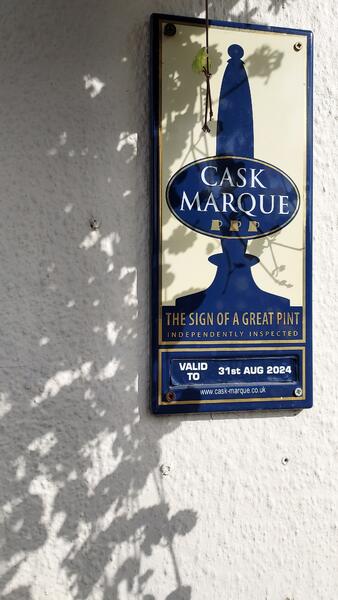 CASK
MARQUE
THE SIGN OF A GREAT PINT
INDEPENDENTLY INSPECTED
VALID TO 31st AUG 2024
www.cask-marque.co.uk